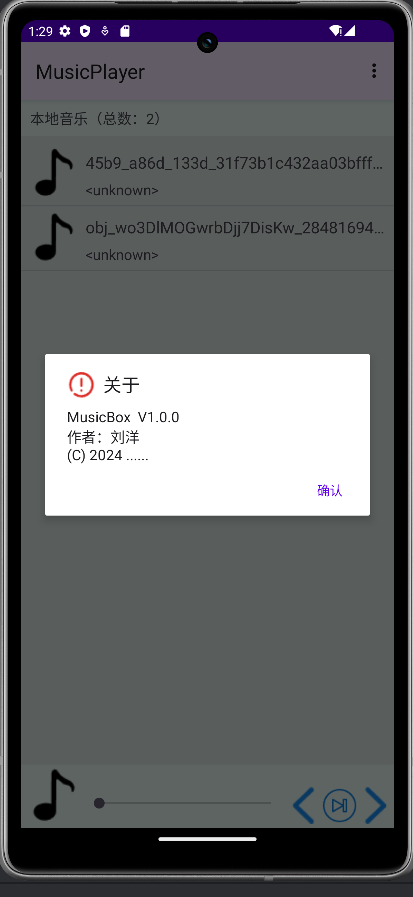 1:29
MusicPlayer
本地音乐（总数：2）
45b9_a86d_133d_31f73b1c432aa03bfff...
<unknown>
obj_wo3DlMOGwrbDjj7DisKw_28481694...
<unknown>
关于
MusicBox V1.0.0
作者：刘洋
(C) 2024 ......
确认